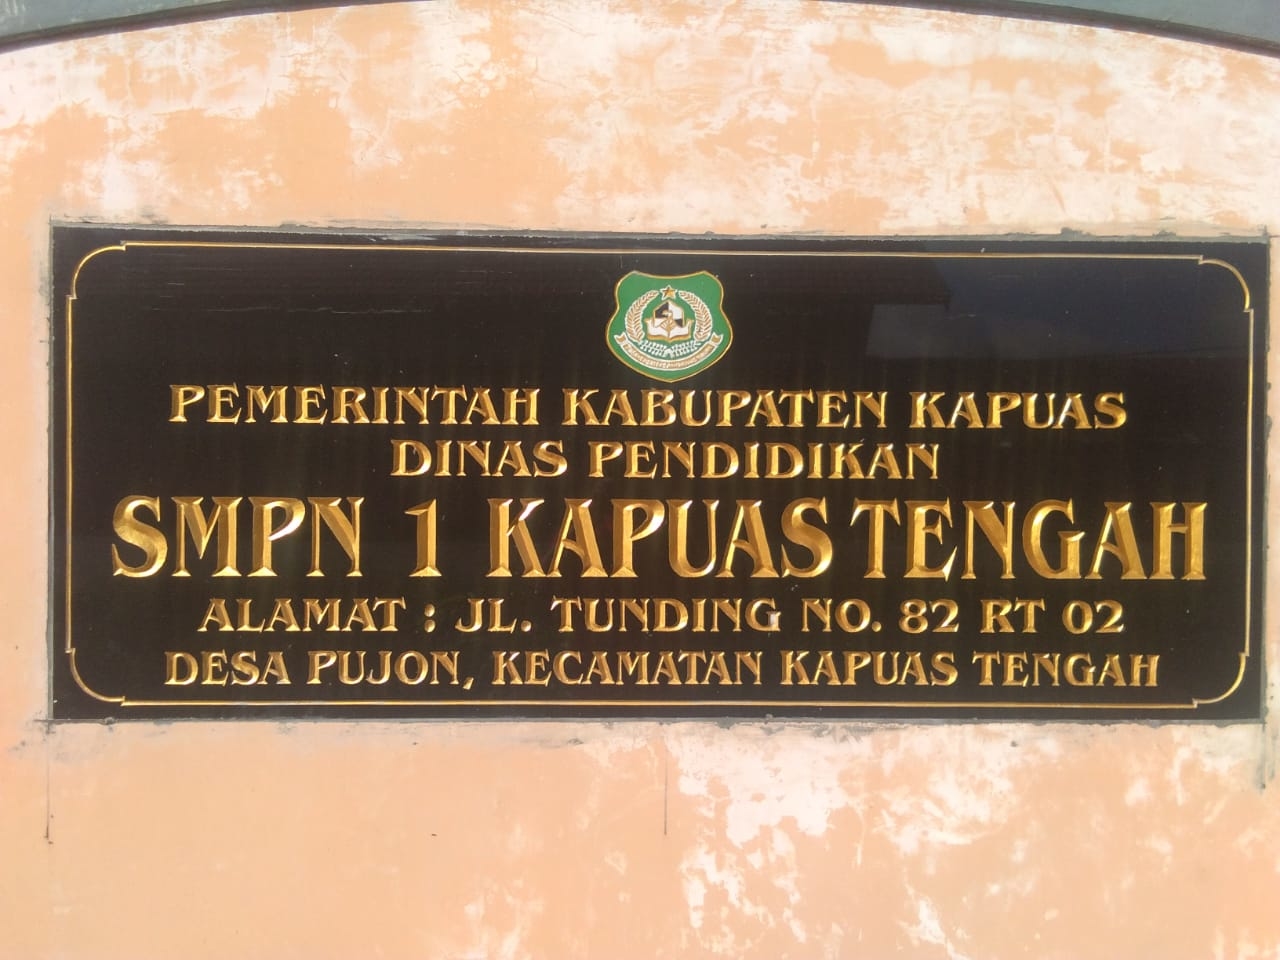 PEMERINTAH KABUPATEN KAPUAS
DINAS PENDIDIKAN
SMPN 1 KAPUAS TENGAH
ALAMAT : JL. TUNDING NO. 82 RT 02
DESA PUJON, KECAMATAN KAPUAS TENGAH